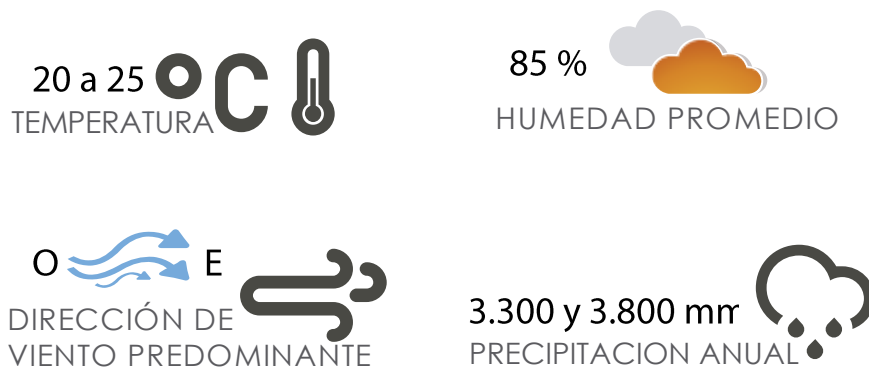 20 a 25 °C
TEMPERATURA
85 %
HUMEDAD PROMEDIO
O E
DIRECCIÓN DE
VIENTO PREDOMINANTE
3.300 y 3.800 mm
PRECIPITACION ANUAL